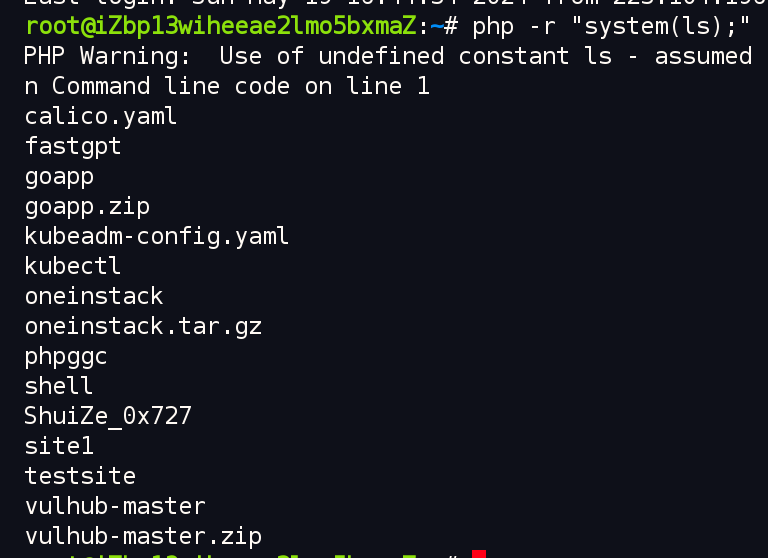 root@iZbp13wiheeae2lmo5bxmaZ:~# php -r "system(ls);"
PHP Warning:  Use of undefined constant ls - assumed
n Command line code on line 1
calico.yaml
fastgpt
goapp
goapp.zip
kubeadm-config.yaml
kubectl
oneinstack
oneinstack.tar.gz
phpggc
shell
ShuiZe_0x727
site1
testsite
vulhub-master
vulhub-master.zip